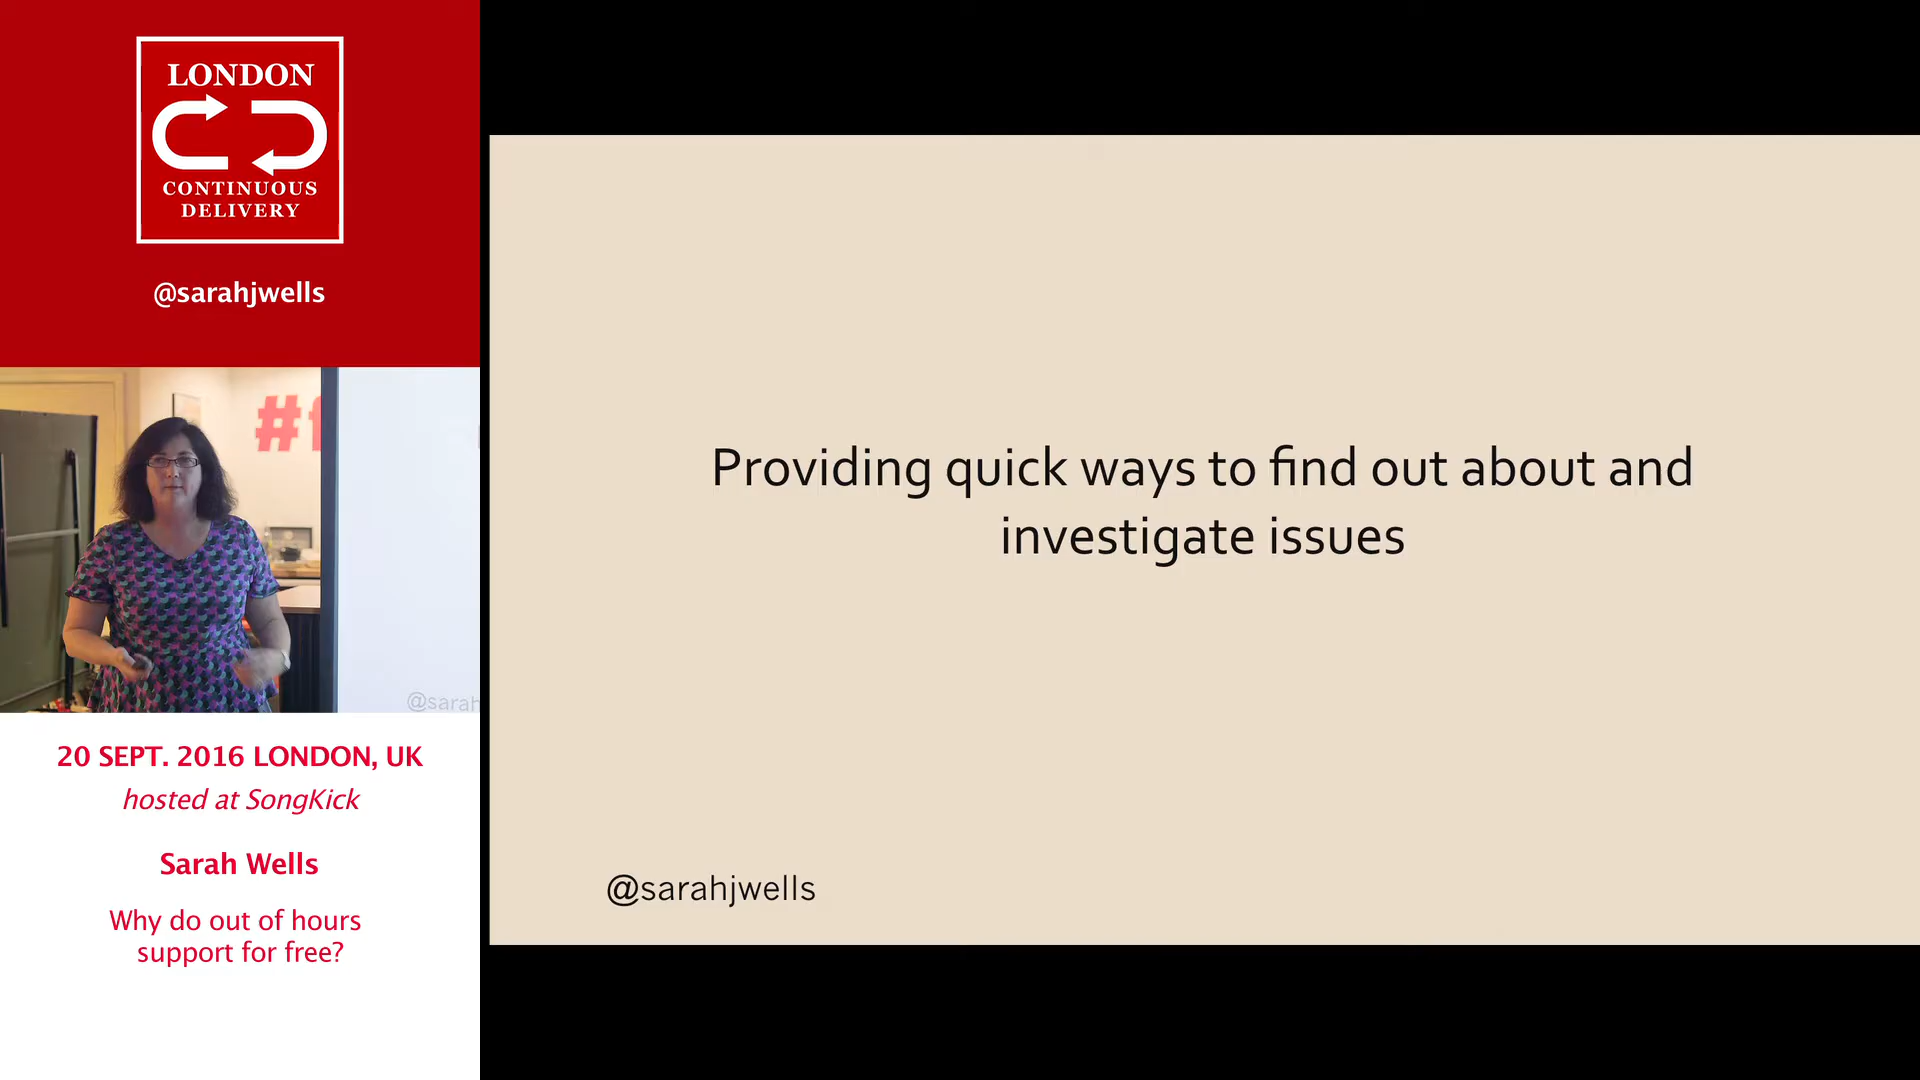 LONDON
CONTINUOUS
DELIVERY
@sarahjwells
#f
@sarah
20 SEPT. 2016 LONDON, UK
hosted at SongKick
Sarah Wells
Why do out of hours
support for free?
Providing quick ways to find out about and
investigate issues
@sarahjwells